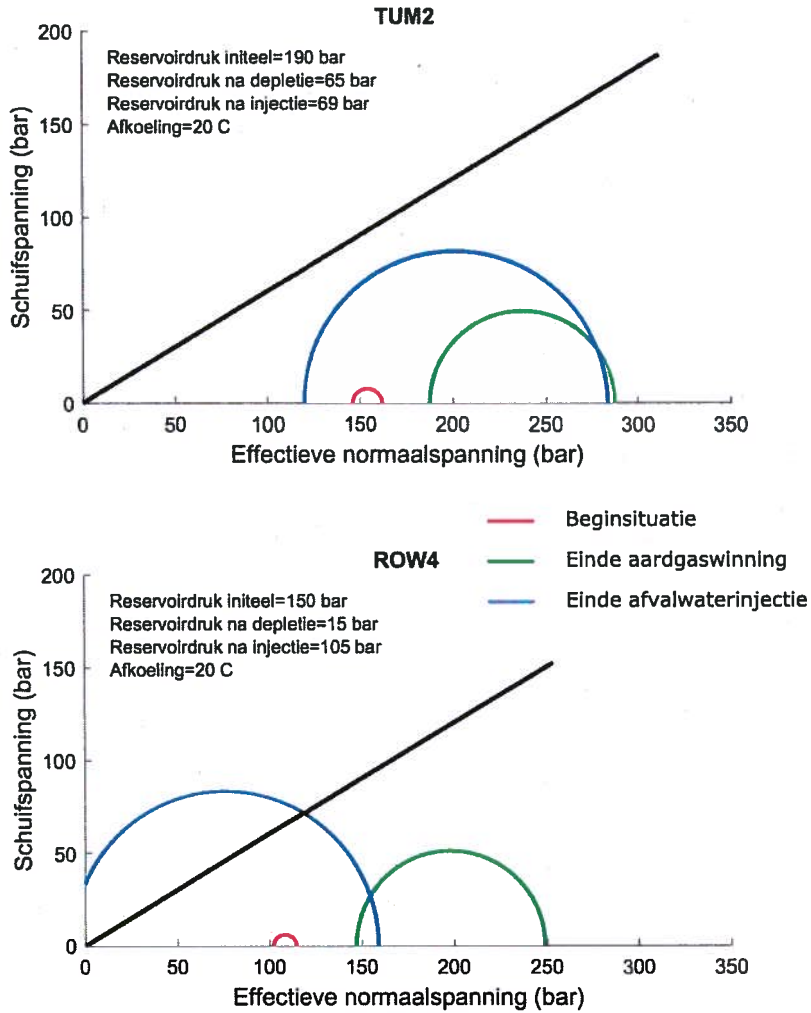 TUM2
Reservoirdruk initeel=190 bar
Reservoirdruk na depletie=65 bar
Reservoirdruk na injectie=69 bar
Afkoeling=20 C
Schuifspanning (bar)
200
150
100
50
0
0 50 100 150 200 250 300 350
Effectieve normaalspanning (bar)
Beginsituatie
Einde aardgaswinning
Einde afvalwaterinjectie
ROW4
Reservoirdruk initeel=150 bar
Reservoirdruk na depletie=15 bar
Reservoirdruk na injectie=105 bar
Afkoeling=20 C
Schuifspanning (bar)
200
150
100
50
0
0 50 100 150 200 250 300 350
Effectieve normaalspanning (bar)